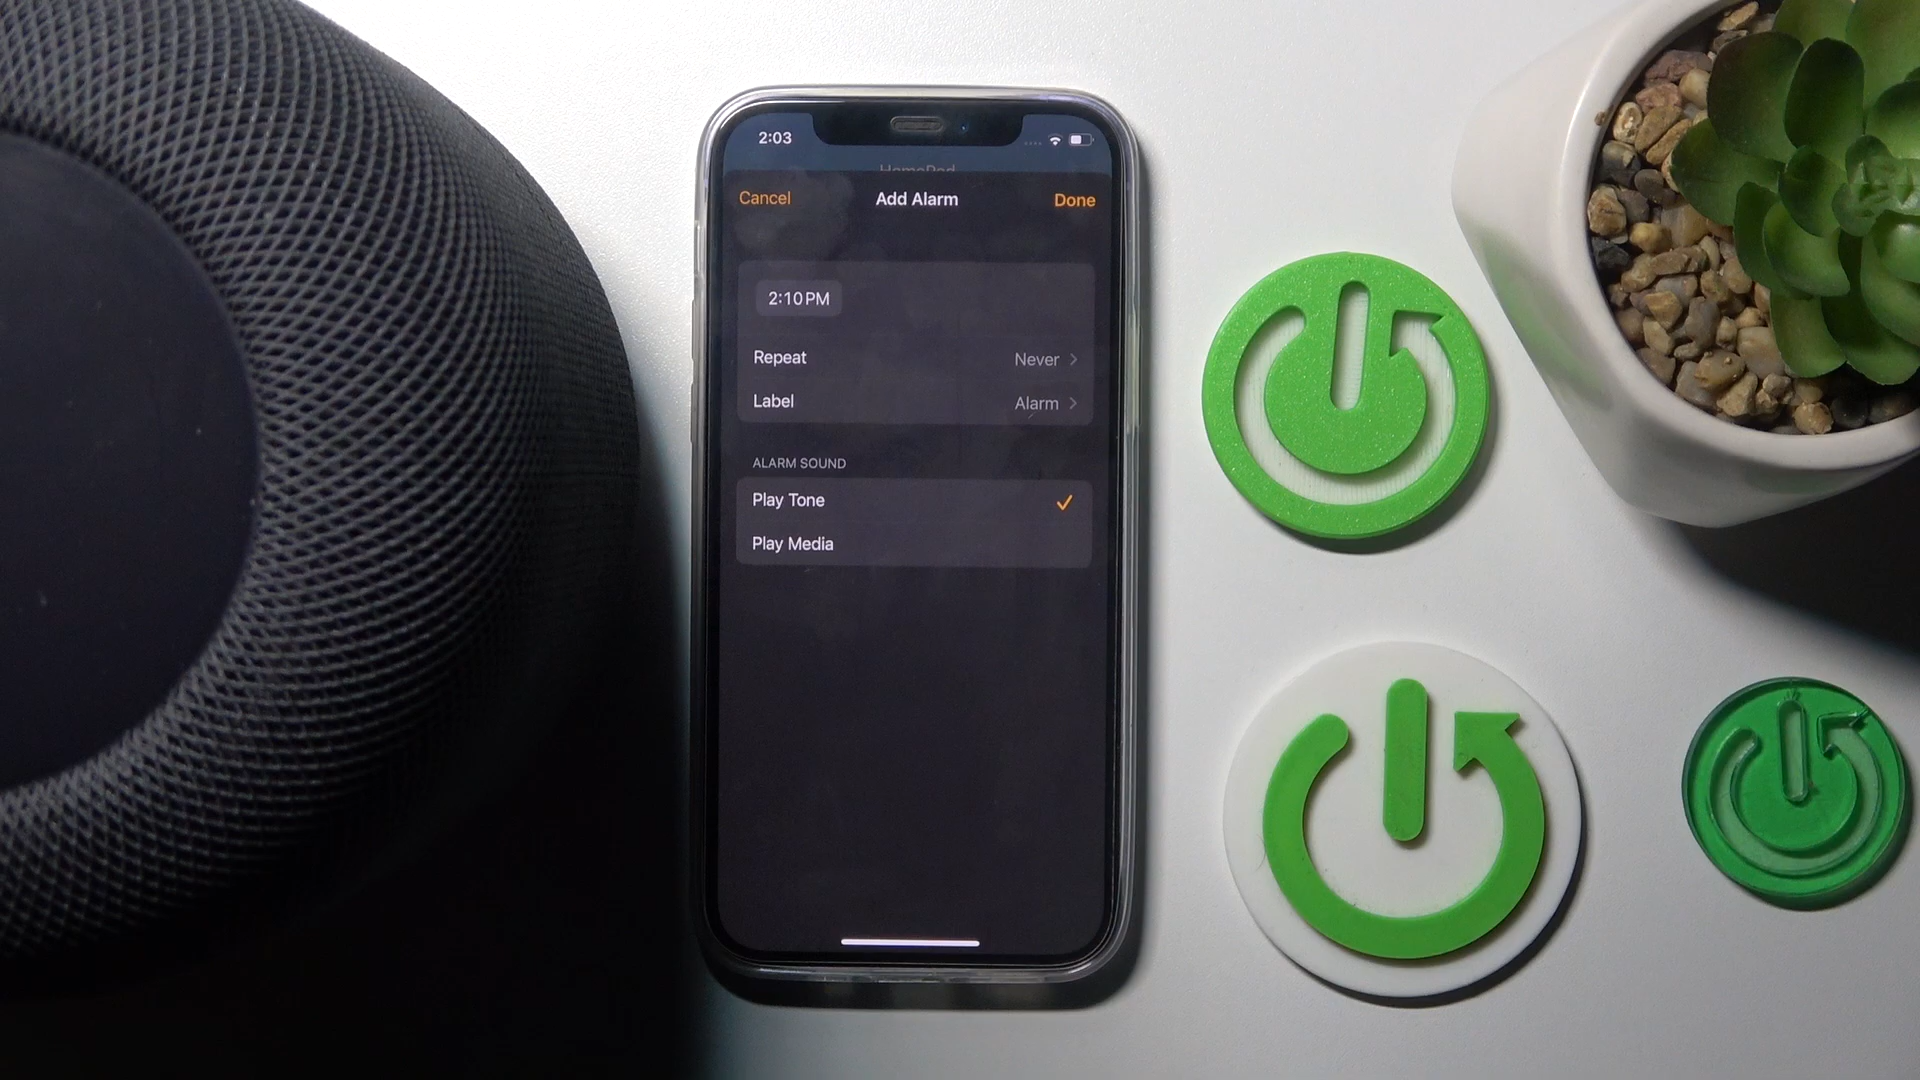 2:03
HomePod
Cancel Add Alarm Done
2:10 PM
Repeat Never
Label Alarm
ALARM SOUND
Play Tone
Play Media